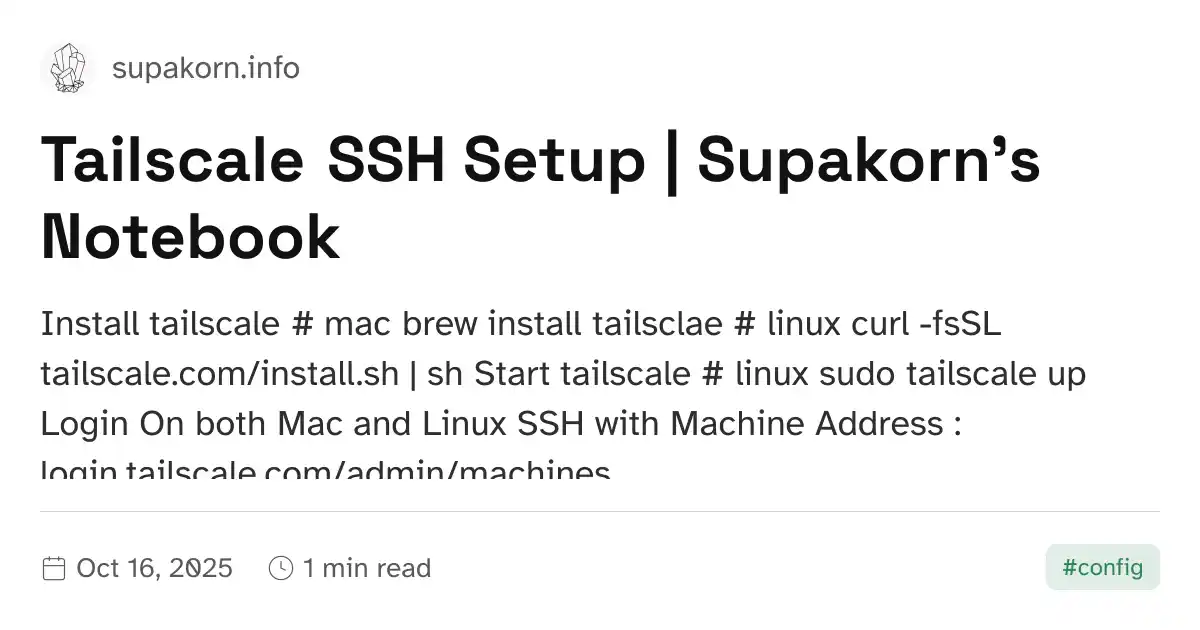 supakorn.info
Tailscale SSH Setup | Supakorn’s
Notebook
Install tailscale # mac brew install tailsclae # linux curl -fsSL
tailscale.com/install.sh | sh Start tailscale # linux sudo tailscale up
Login On both Mac and Linux SSH with Machine Address :
login.tailscale.com/admin/machines
Oct 16, 2025 1 min read
#config